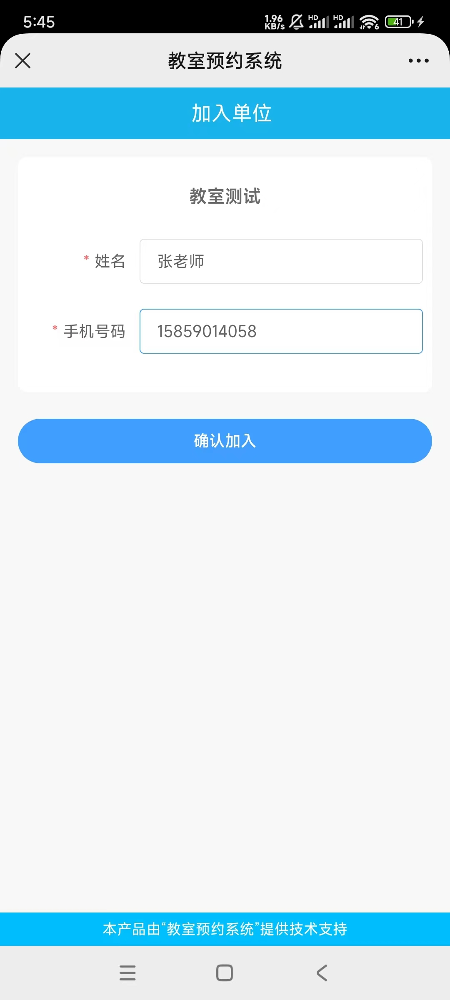 5:45
1.96 KB/s
HD HD 6 41
教室预约系统
加入单位
教室测试
* 姓名 张老师
* 手机号码 15859014058
确认加入
本产品由“教室预约系统”提供技术支持